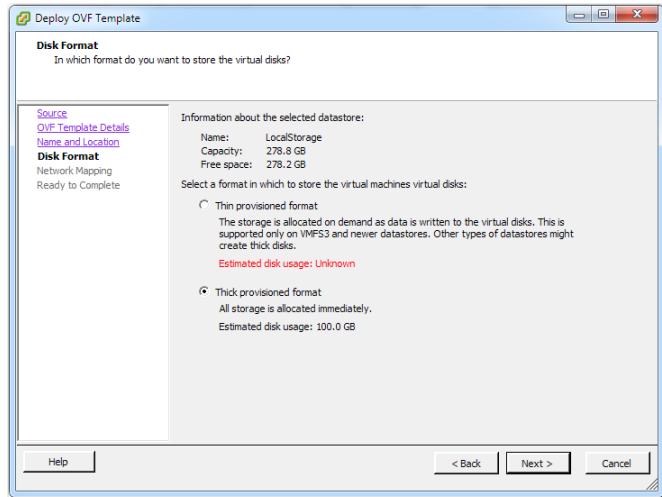 Deploy OVF Template
Disk Format
In which format do you want to store the virtual disks?
Source
OVF Template Details
Name and Location
Disk Format
Network Mapping
Ready to Complete
Information about the selected datastore:
Name: LocalStorage
Capacity: 278.8 GB
Free space: 278.2 GB
Select a format in which to store the virtual machines virtual disks:
Thin provisioned format
The storage is allocated on demand as data is written to the virtual disks. This is
supported only on VMFS3 and newer datastores. Other types of datastores might
create thick disks.
Estimated disk usage: Unknown
Thick provisioned format
All storage is allocated immediately.
Estimated disk usage: 100.0 GB
Help
< Back
Next >
Cancel